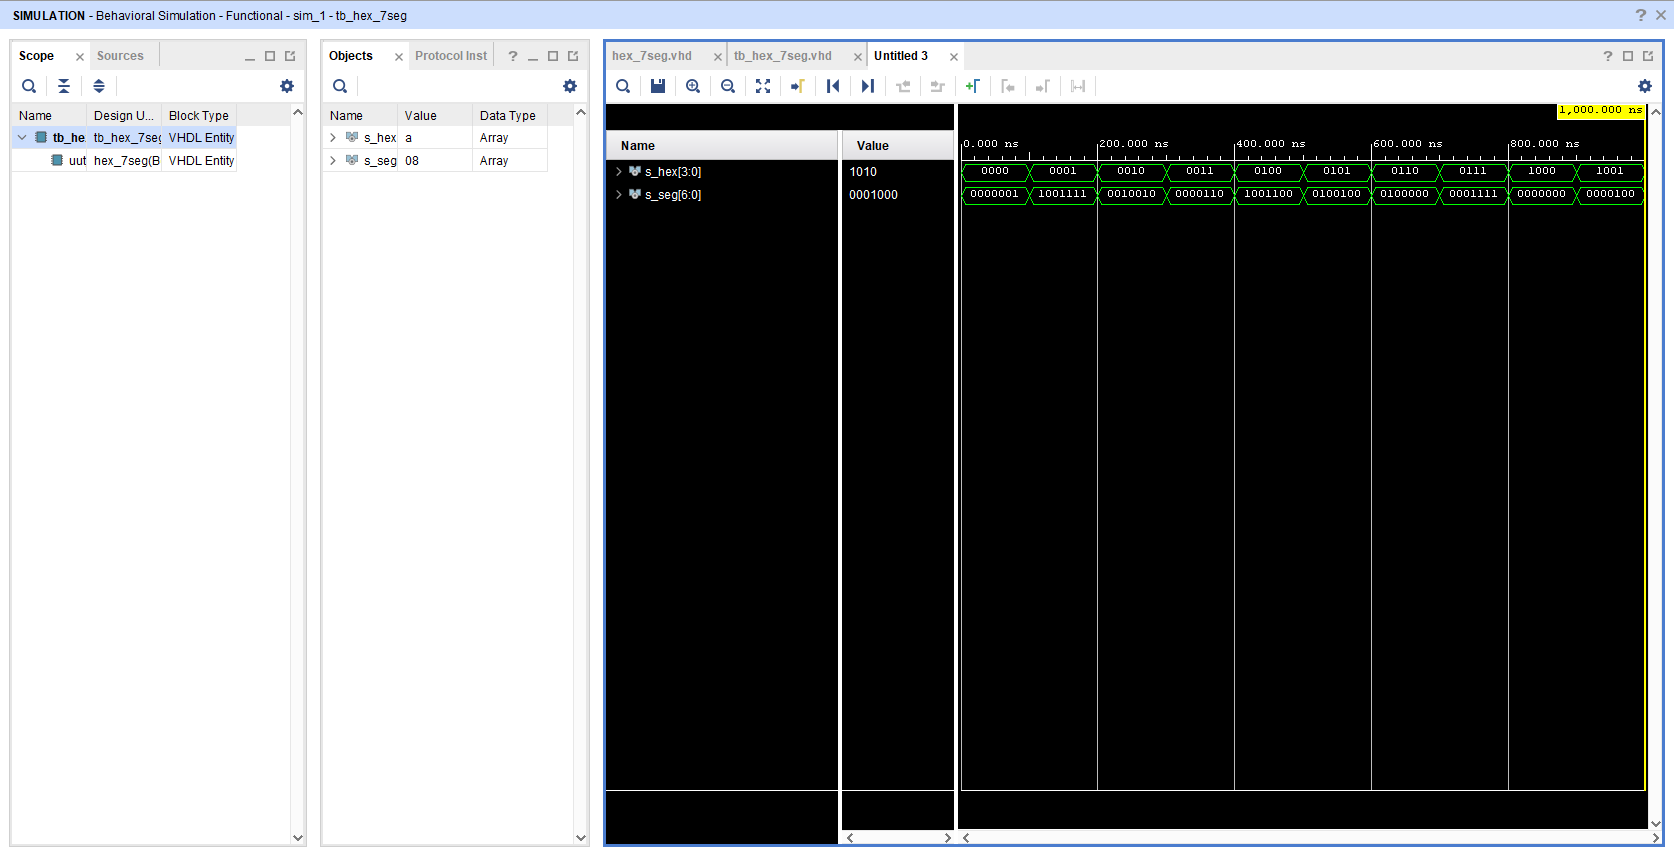 SIMULATION - Behavioral Simulation - Functional - sim_1 - tb_hex_7seg
?
Scope Sources
Name Design U... Block Type
tb_he tb_hex_7seg VHDL Entity
uut hex_7seg(B VHDL Entity
Objects Protocol Inst ?
Name Value Data Type
s_hex a Array
s_seg 08 Array
hex_7seg.vhd tb_hex_7seg.vhd Untitled 3 ?
1,000.000 ns
Name Value 0.000 ns 200.000 ns 400.000 ns 600.000 ns 800.000 ns
s_hex[3:0] 1010 0000 0001 0010 0011 0100 0101 0110 0111 1000 1001
s_seg[6:0] 0001000 0000001 1001111 0010010 0000110 1001100 0100100 0100000 0001111 0000000 0000100